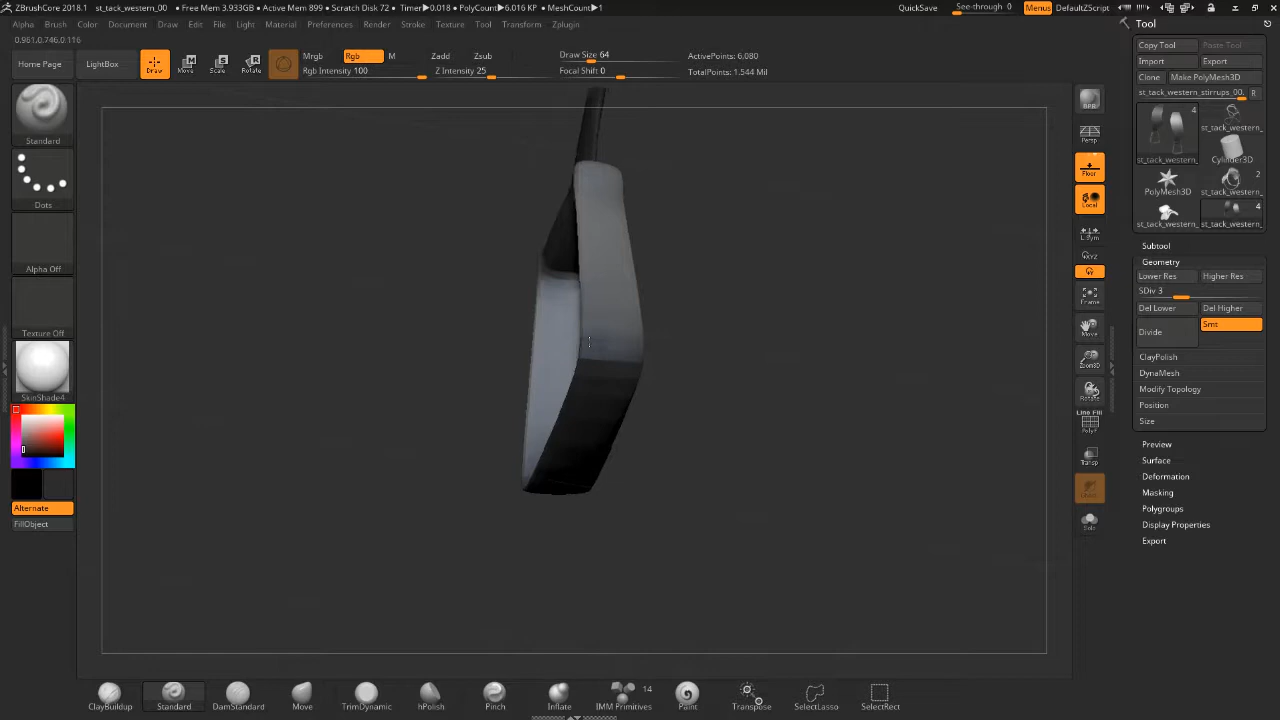 ZBrushCore 2018.1 st_tack_western_00 • Free Mem 3.933GB • Active Mem 899 • Scratch Disk 72 • Timer▶0.018 • PolyCount▶6.016 KP • MeshCount▶1 QuickSave See-through 0 Menus DefaultZScript
Alpha Brush Color Document Draw Edit File Light Material Preferences Render Stroke Texture Tool Transform Zplugin
Tool
0.961,0.746,0.116
Home Page LightBox Draw Move Scale Rotate
Mrgb Rgb M Zadd Zsub
Rgb Intensity 100 Z Intensity 25
Draw Size 64
Focal Shift 0
ActivePoints: 6,080
TotalPoints: 1.544 Mil
Copy Tool Paste Tool
Import Export
Clone Make PolyMesh3D
st_tack_western_stirrups_00. R
4
st_tack_western_ st_tack_western_
Cylinder3D
PolyMesh3D
2
st_tack_western_
4
st_tack_western_ st_tack_western_
Subtool
Geometry
Lower Res Higher Res
SDiv 3
Del Lower Del Higher
Divide Smt
ClayPolish
DynaMesh
Modify Topology
Position
Size
Preview
Surface
Deformation
Masking
Polygroups
Display Properties
Export
Standard
Dots
Alpha Off
Texture Off
SkinShade4
Alternate
FillObject
BPR
Persp
Floor
Local
L.Sym
Frame
Move
Zoom3D
Rotate
Line Fill
PolyF
Transp
Solo
ClayBuildup Standard DamStandard Move TrimDynamic hPolish Pinch Inflate IMM Primitives 14 Paint Transpose SelectLasso SelectRect